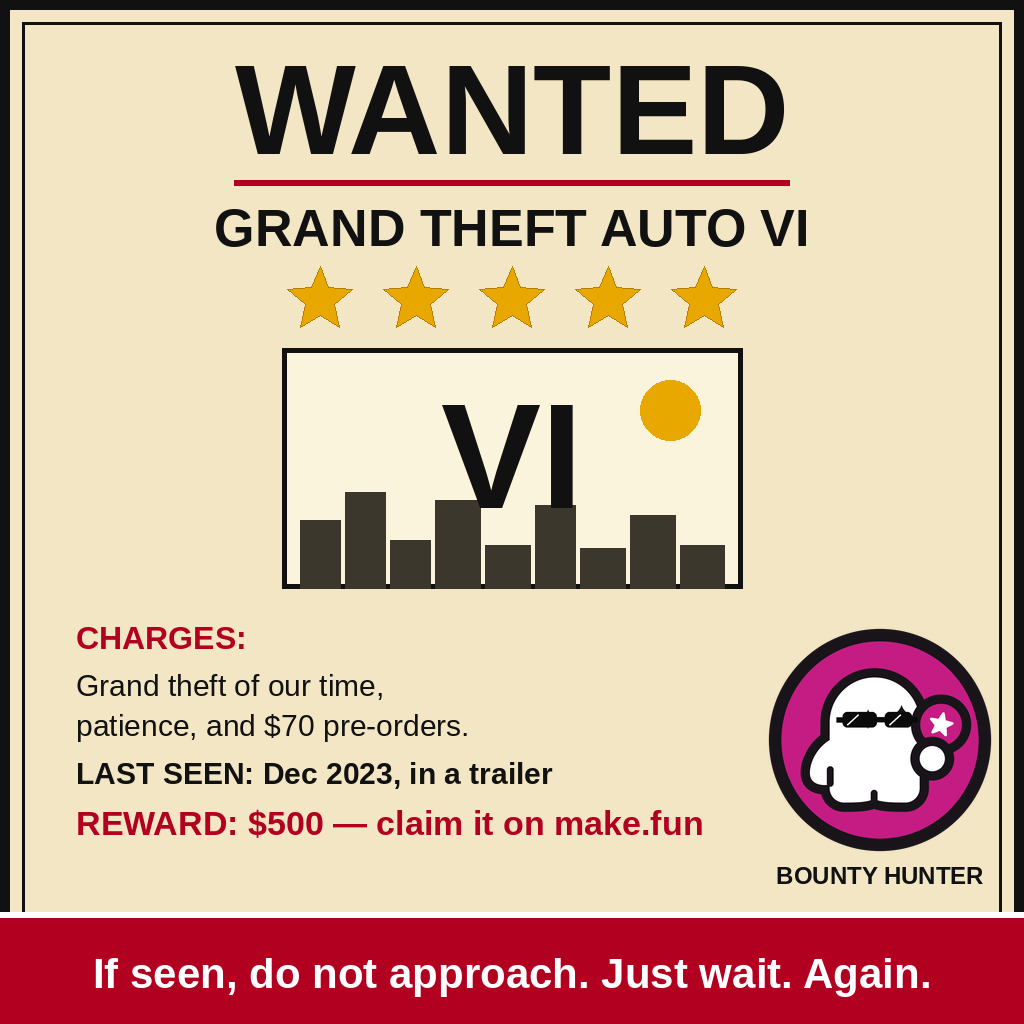 WANTED
GRAND THEFT AUTO VI
VI
CHARGES:
Grand theft of our time,
patience, and $70 pre-orders.
LAST SEEN: Dec 2023, in a trailer
REWARD: $500 — claim it on make.fun
BOUNTY HUNTER
If seen, do not approach. Just wait. Again.